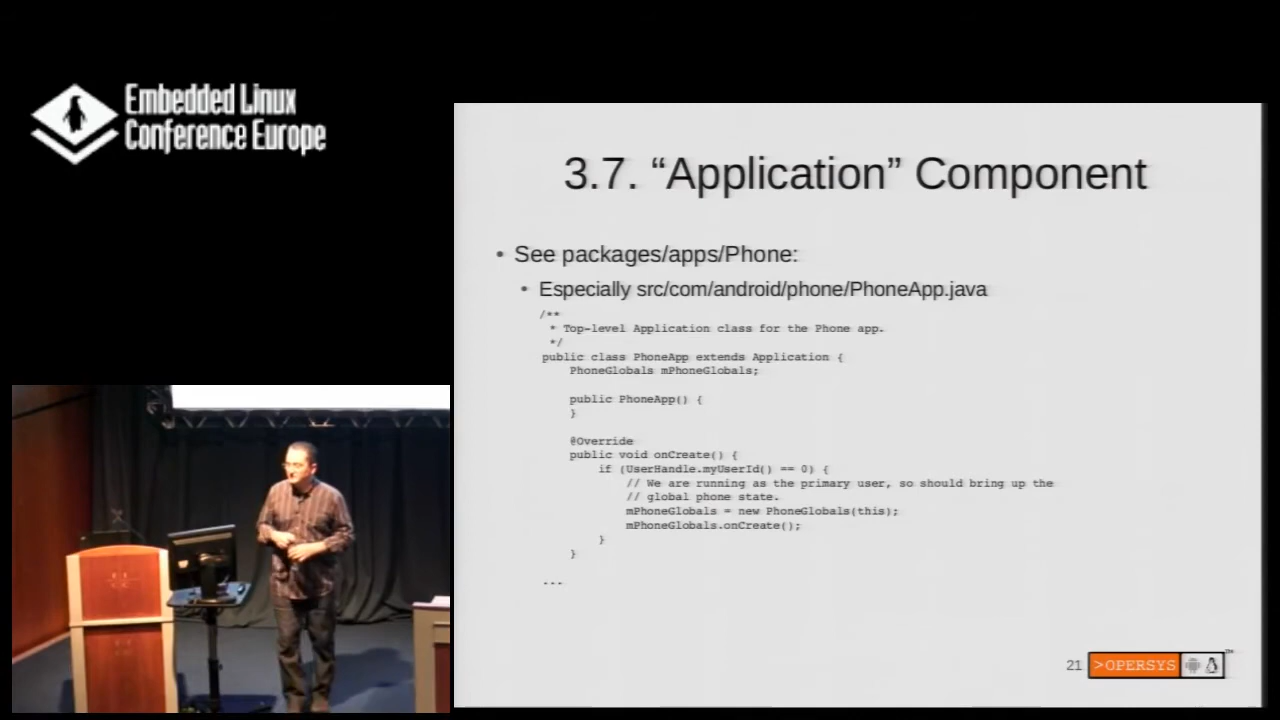 Embedded Linux
Conference Europe
3.7. “Application” Component
• See packages/apps/Phone:
• Especially src/com/android/phone/PhoneApp.java
/**
* Top-level Application class for the Phone app.
*/
public class PhoneApp extends Application {
PhoneGlobals mPhoneGlobals;
public PhoneApp() {
}
@Override
public void onCreate() {
if (UserHandle.myUserId() == 0) {
// We are running as the primary user, so should bring up the
// global phone state.
mPhoneGlobals = new PhoneGlobals(this);
mPhoneGlobals.onCreate();
}
}
...
21 >OPERSYS ™